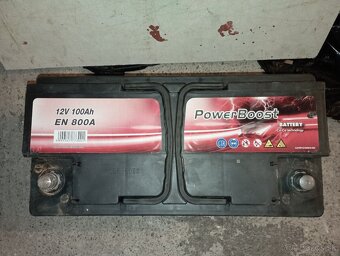 12V 100Ah
EN 800A
PowerBoost
BATTERY